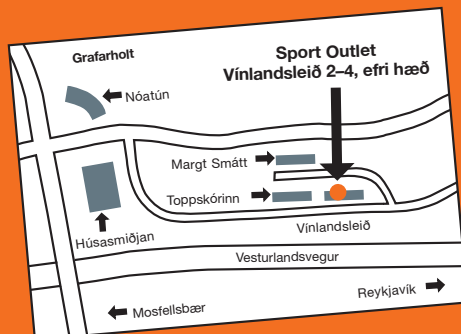 Grafarholt
Sport Outlet
Vínlandsleið 2–4, efri hæð
Nóatún
Margt Smátt
Toppskórinn
Húsasmiðjan
Vínlandsleið
Vesturlandsvegur
Mosfellsbær
Reykjavík